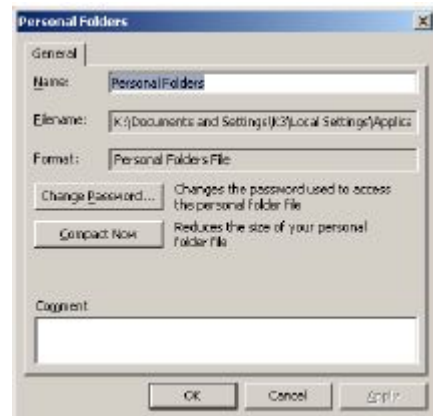 Personal Folders
General
Name: Personal Folders
Filename: K:\Documents and Settings\K3\Local Settings\Applica
Format: Personal Folders File
Change Password... Changes the password used to access
the personal folder file
Compact Now Reduces the size of your personal
folder file
Comment
OK Cancel Apply